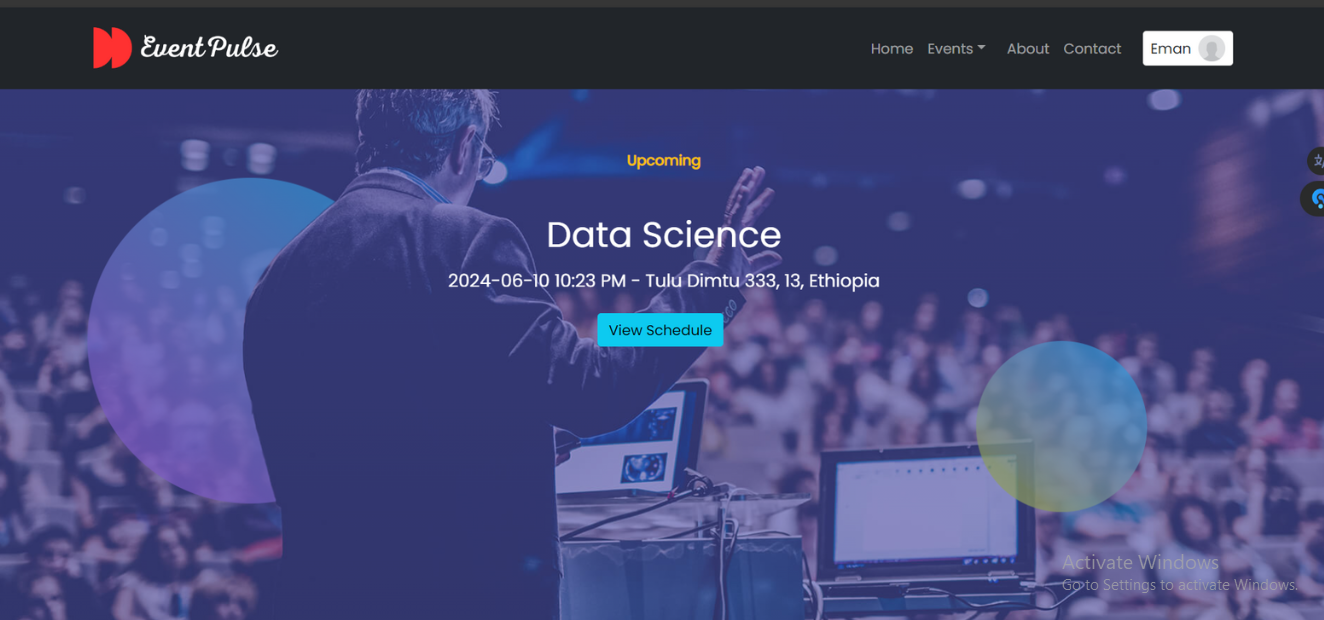 Event Pulse
Home Events About Contact Eman
Upcoming
Data Science
2024-06-10 10:23 PM - Tulu Dimtu 333, 13, Ethiopia
View Schedule
Activate Windows
Go to Settings to activate Windows.